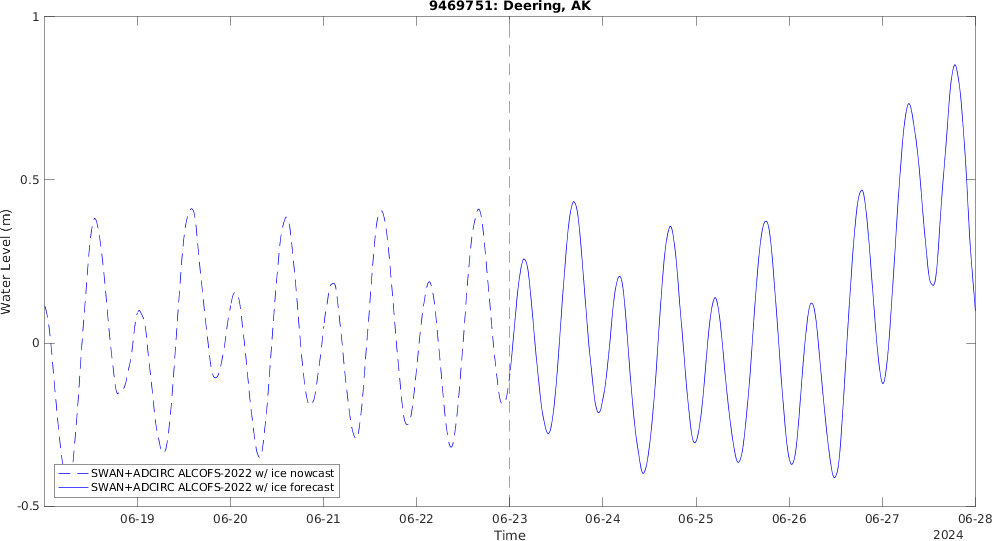 9469751: Deering, AK
1
0.5
0
-0.5
Water Level (m)
SWAN+ADCIRC ALCOFS-2022 w/ ice nowcast
SWAN+ADCIRC ALCOFS-2022 w/ ice forecast
06-19 06-20 06-21 06-22 06-23 06-24 06-25 06-26 06-27 06-28
Time
2024